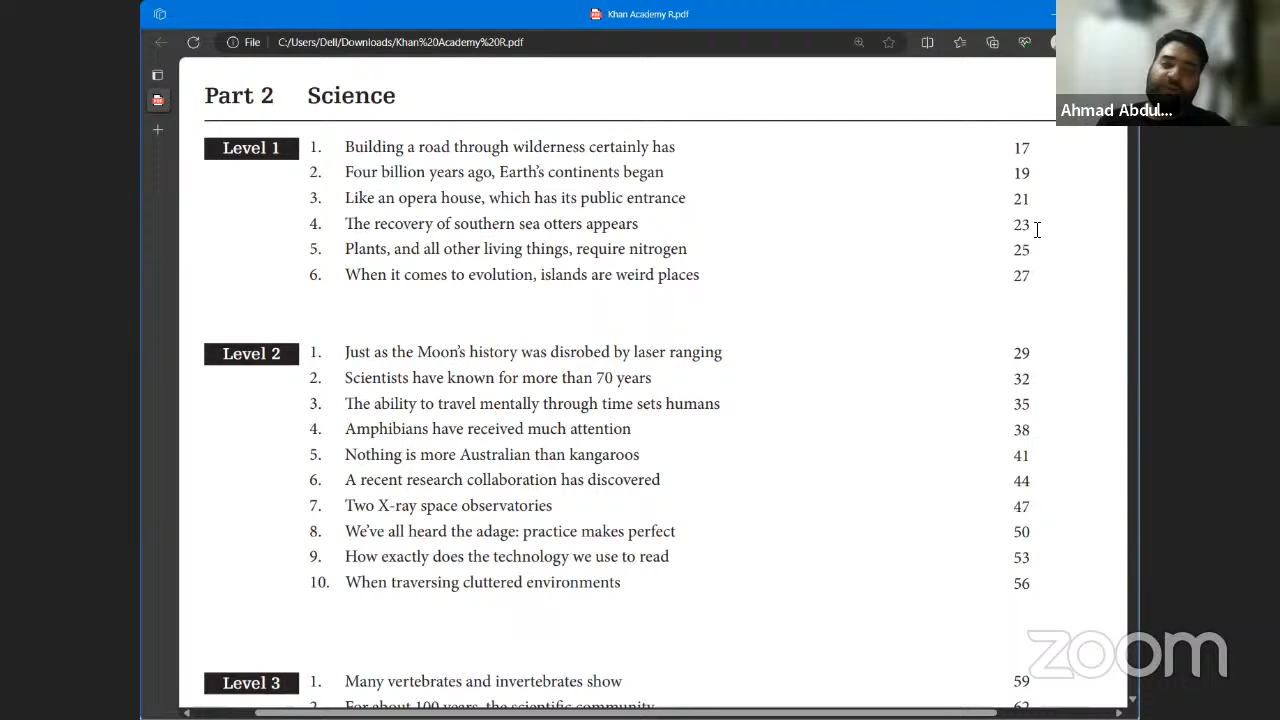 Khan Academy R.pdf
File C:/Users/Dell/Downloads/Khan%20Academy%20R.pdf
Ahmad Abdul...
Part 2 Science
Level 1 1. Building a road through wilderness certainly has 17
2. Four billion years ago, Earth's continents began 19
3. Like an opera house, which has its public entrance 21
4. The recovery of southern sea otters appears 23
5. Plants, and all other living things, require nitrogen 25
6. When it comes to evolution, islands are weird places 27
Level 2 1. Just as the Moon's history was disrobed by laser ranging 29
2. Scientists have known for more than 70 years 32
3. The ability to travel mentally through time sets humans 35
4. Amphibians have received much attention 38
5. Nothing is more Australian than kangaroos 41
6. A recent research collaboration has discovered 44
7. Two X-ray space observatories 47
8. We've all heard the adage: practice makes perfect 50
9. How exactly does the technology we use to read 53
10. When traversing cluttered environments 56
zoom
Level 3 1. Many vertebrates and invertebrates show 59
2. For about 100 years, the scientific community 62